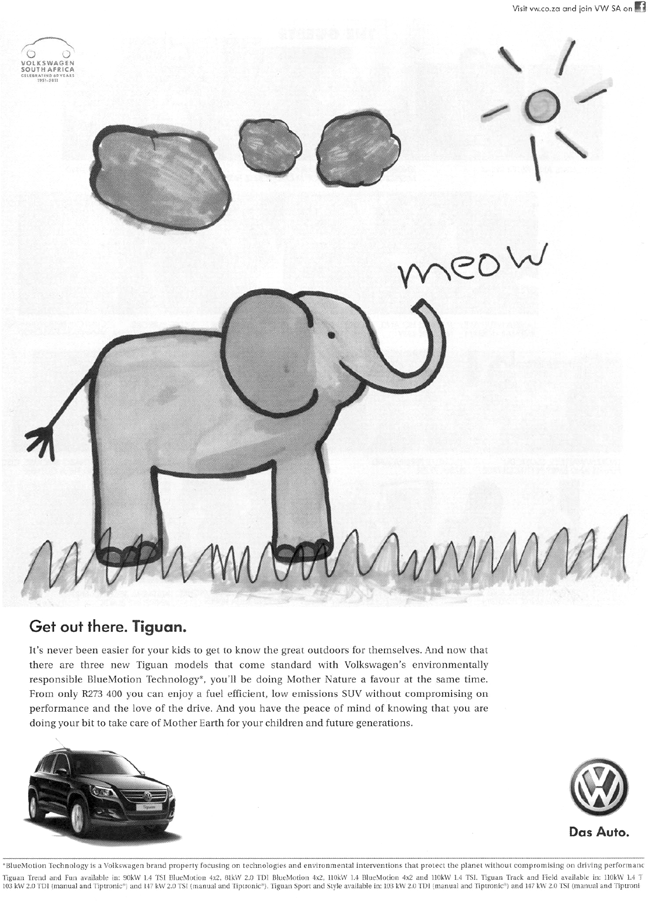 Visit vw.co.za and join VW SA on
VOLKSWAGEN
SOUTH AFRICA
CELEBRATING 60 YEARS
1951-2011
meow
Get out there. Tiguan.
It's never been easier for your kids to get to know the great outdoors for themselves. And now that
there are three new Tiguan models that come standard with Volkswagen's environmentally
responsible BlueMotion Technology*, you'll be doing Mother Nature a favour at the same time.
From only R273 400 you can enjoy a fuel efficient, low emissions SUV without compromising on
performance and the love of the drive. And you have the peace of mind of knowing that you are
doing your bit to take care of Mother Earth for your children and future generations.
Tiguan
Das Auto.
*BlueMotion Technology is a Volkswagen brand property focusing on technologies and environmental interventions that protect the planet without compromising on driving performanc
Tiguan Trend and Fun available in: 90kW 1.4 TSI BlueMotion 4x2, 81kW 2.0 TDI BlueMotion 4x2, 118kW 1.4 BlueMotion 4x2 and 110kW 1.4 TSI. Tiguan Track and Field available in: 110kW 1.4 T
103 kW 2.0 TDI (manual and Tiptronic*) and 147 kW 2.0 TSI (manual and Tiptronic*). Tiguan Sport and Style available in: 103 kW 2.0 TDI (manual and Tiptronic*) and 147 kW 2.0 TSI (manual and Tiptroni